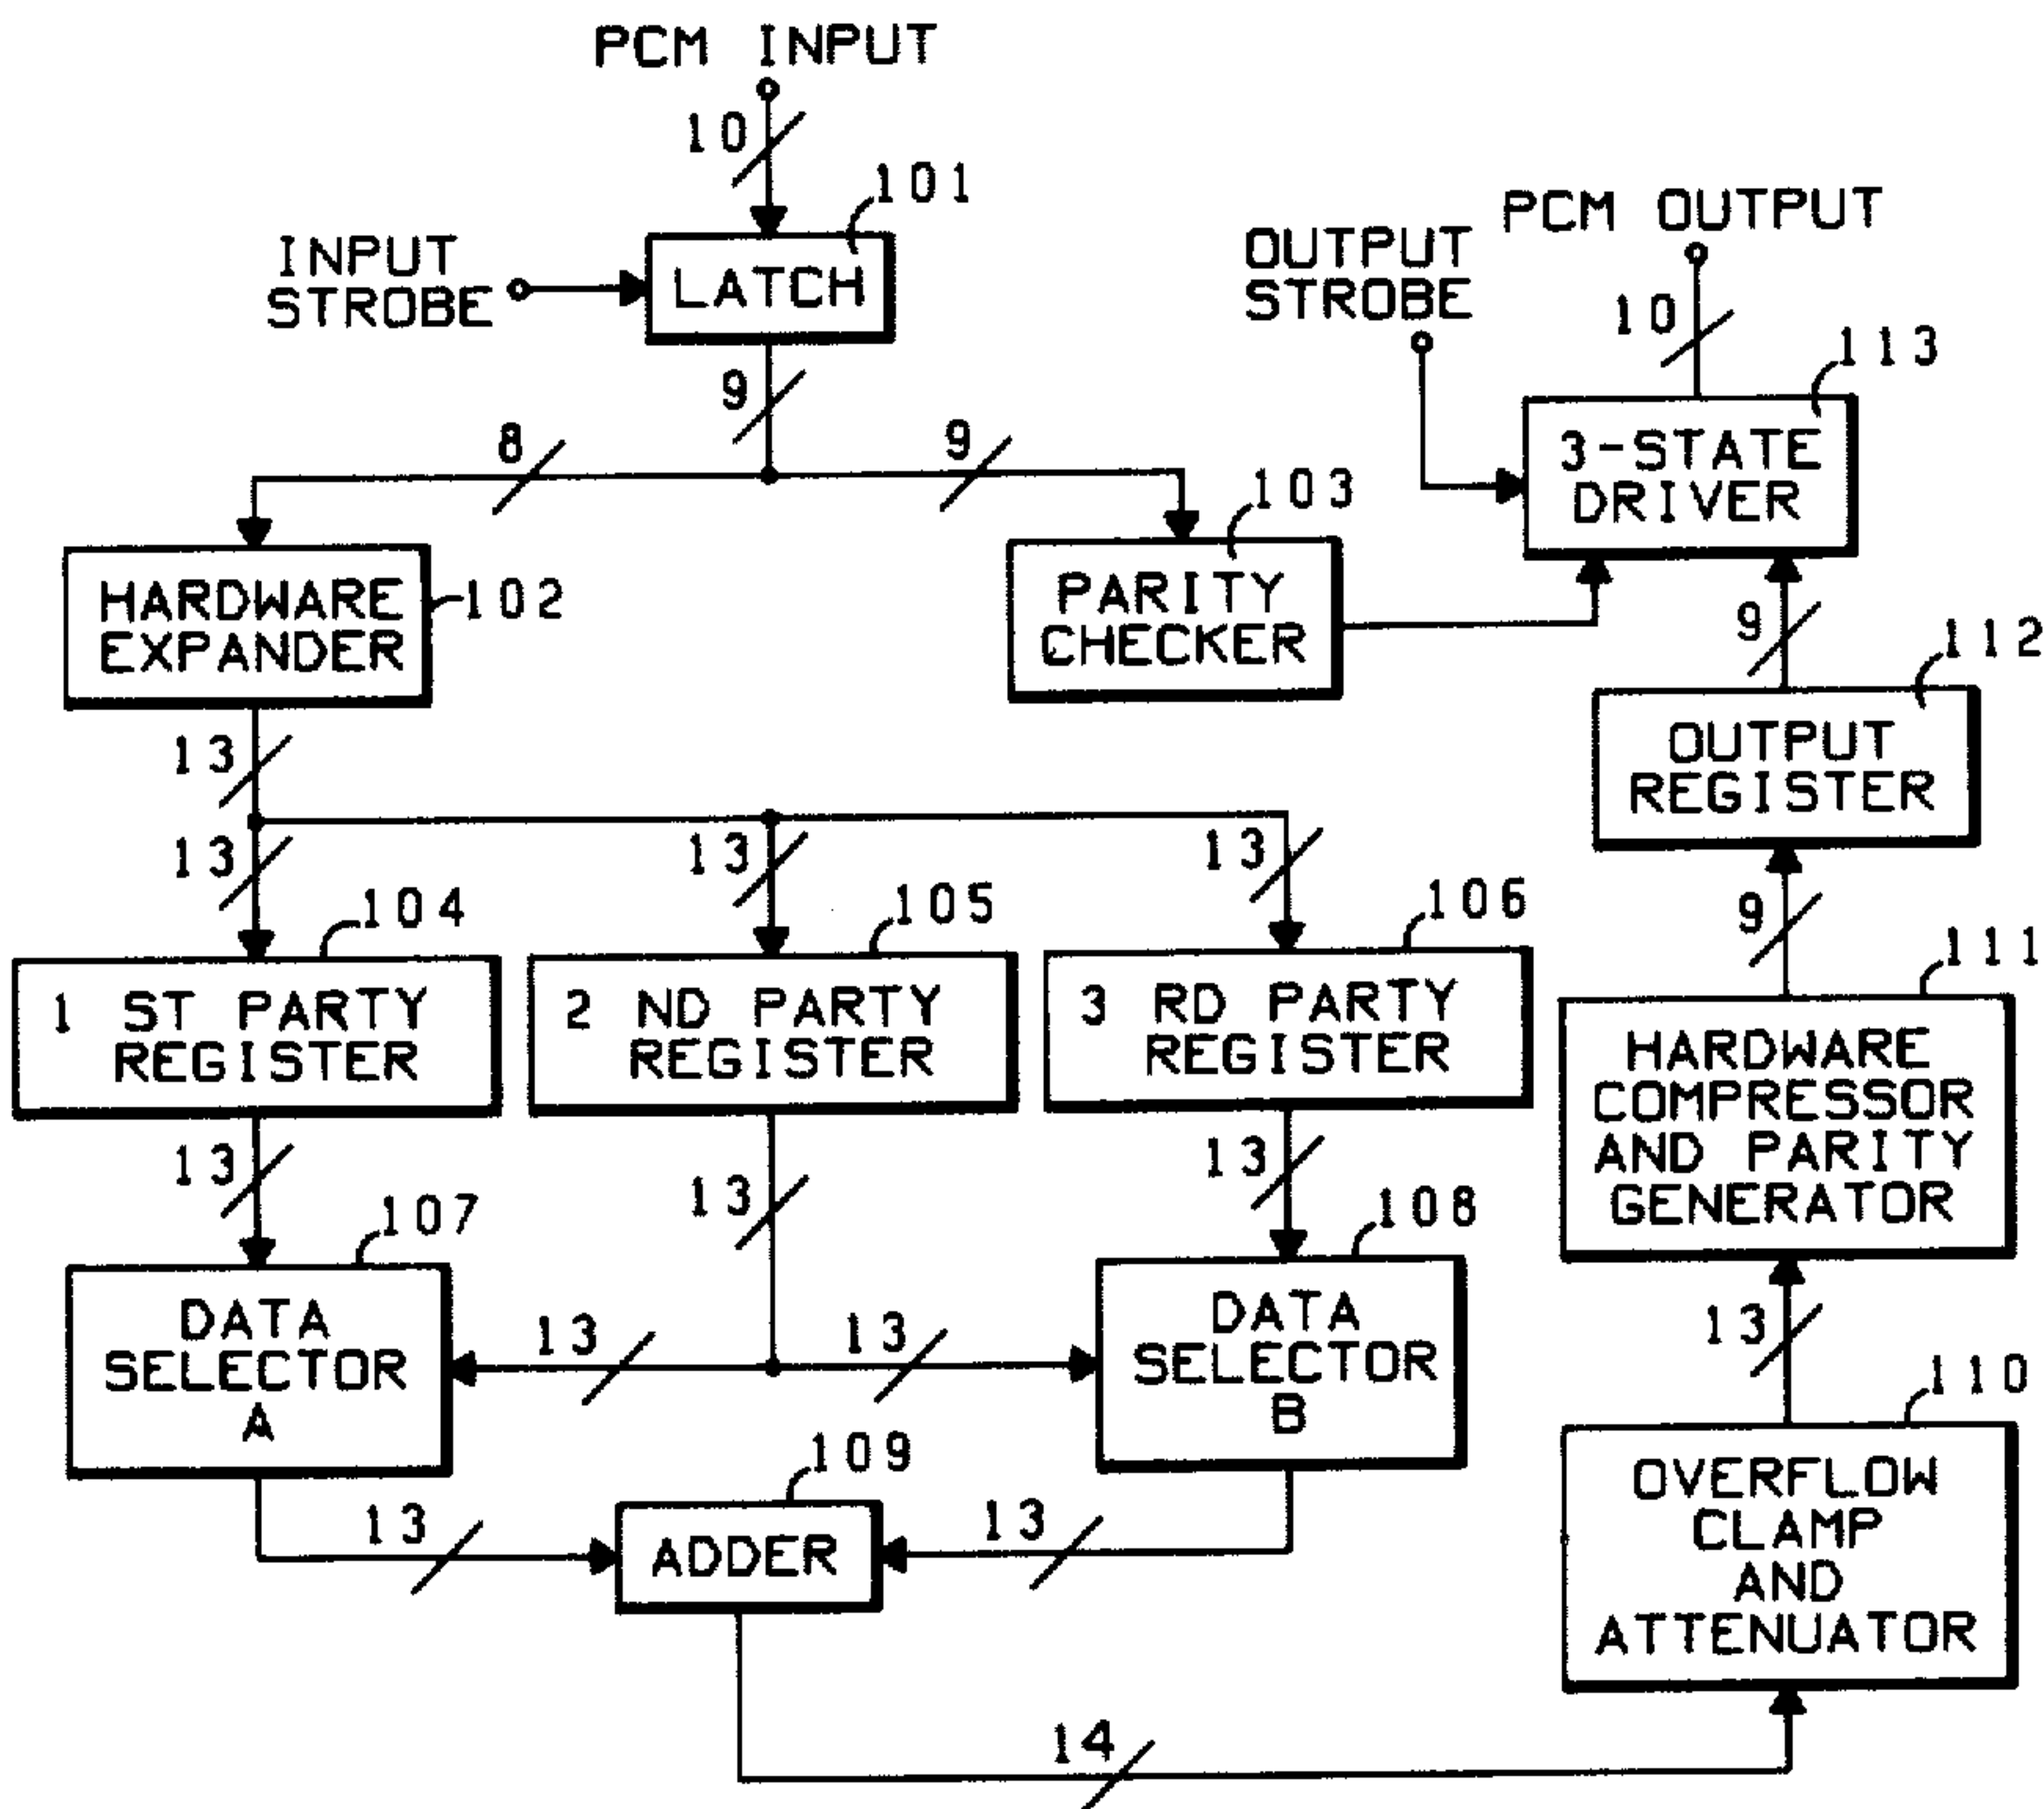 PCM INPUT
10
101
INPUT
STROBE
LATCH
9
8
9
PCM OUTPUT
OUTPUT
STROBE
10
113
3-STATE
DRIVER
103
HARDWARE
EXPANDER
102
PARITY
CHECKER
9
112
OUTPUT
REGISTER
13
13
13
13
104
105
106
9
111
1 ST PARTY
REGISTER
2 ND PARTY
REGISTER
3 RD PARTY
REGISTER
HARDWARE
COMPRESSOR
AND PARITY
GENERATOR
13
13
13
107
108
DATA
SELECTOR
A
13
13
DATA
SELECTOR
B
13
110
109
13
ADDER
13
OVERFLOW
CLAMP
AND
ATTENUATOR
14